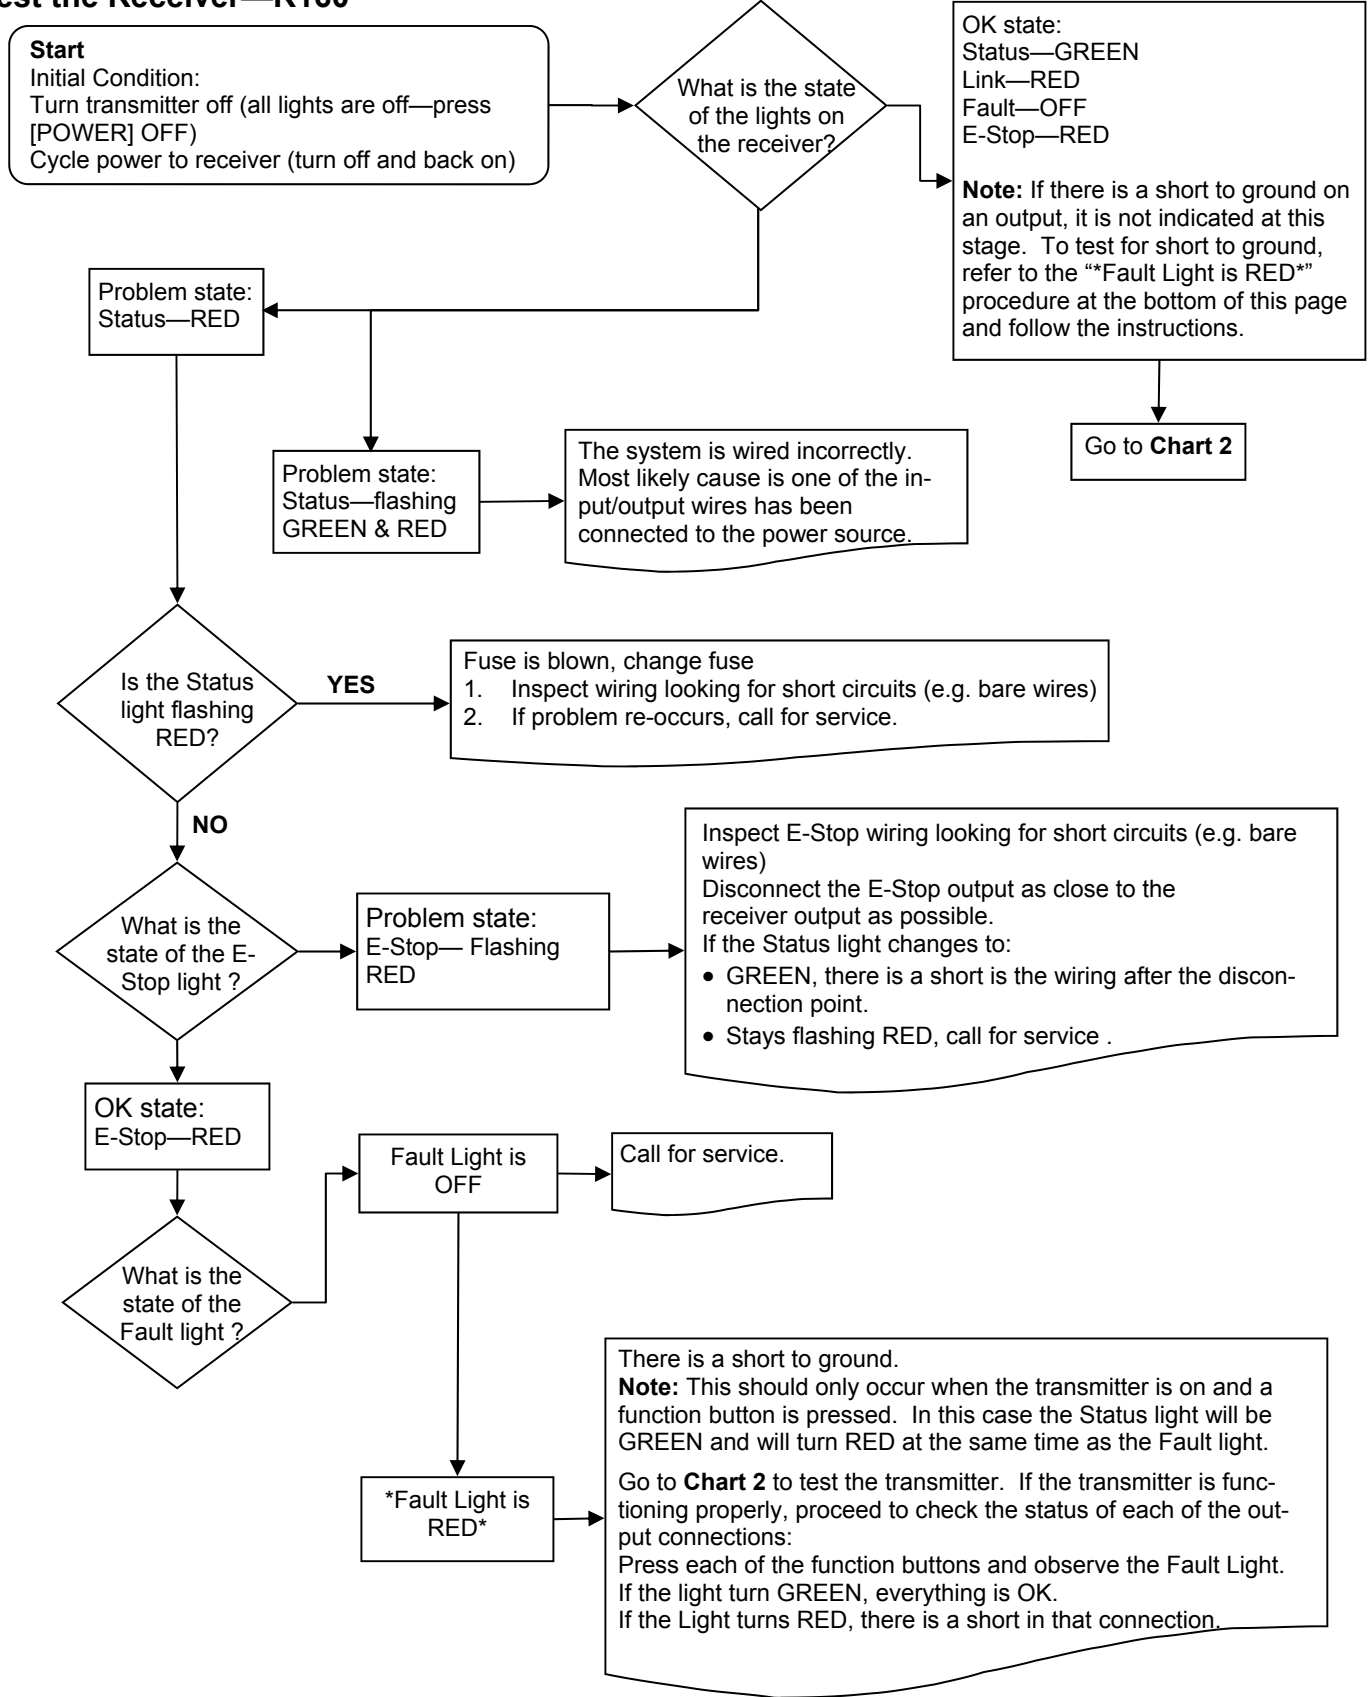 the Receiver—
Start
Initial Condition:
Turn transmitter off (all lights are off—press
[POWER] OFF)
Cycle power to receiver (turn off and back on)
What is the state
of the lights on
the receiver?
OK state:
Status—GREEN
Link—RED
Fault—OFF
E-Stop—RED
Note: If there is a short to ground on
an output, it is not indicated at this
stage. To test for short to ground,
refer to the “*Fault Light is RED*”
procedure at the bottom of this page
and follow the instructions.
Go to Chart 2
Problem state:
Status—RED
Problem state:
Status—flashing
GREEN & RED
The system is wired incorrectly.
Most likely cause is one of the in-
put/output wires has been
connected to the power source.
Is the Status
light flashing
RED?
YES
Fuse is blown, change fuse
1. Inspect wiring looking for short circuits (e.g. bare wires)
2. If problem re-occurs, call for service.
NO
What is the
state of the E-
Stop light ?
Problem state:
E-Stop— Flashing
RED
Inspect E-Stop wiring looking for short circuits (e.g. bare
wires)
Disconnect the E-Stop output as close to the
receiver output as possible.
If the Status light changes to:
• GREEN, there is a short is the wiring after the discon-
nection point.
• Stays flashing RED, call for service .
OK state:
E-Stop—RED
What is the
state of the
Fault light ?
Fault Light is
OFF
Call for service.
*Fault Light is
RED*
There is a short to ground.
Note: This should only occur when the transmitter is on and a
function button is pressed. In this case the Status light will be
GREEN and will turn RED at the same time as the Fault light.
Go to Chart 2 to test the transmitter. If the transmitter is func-
tioning properly, proceed to check the status of each of the out-
put connections:
Press each of the function buttons and observe the Fault Light.
If the light turn GREEN, everything is OK.
If the Light turns RED, there is a short in that connection.